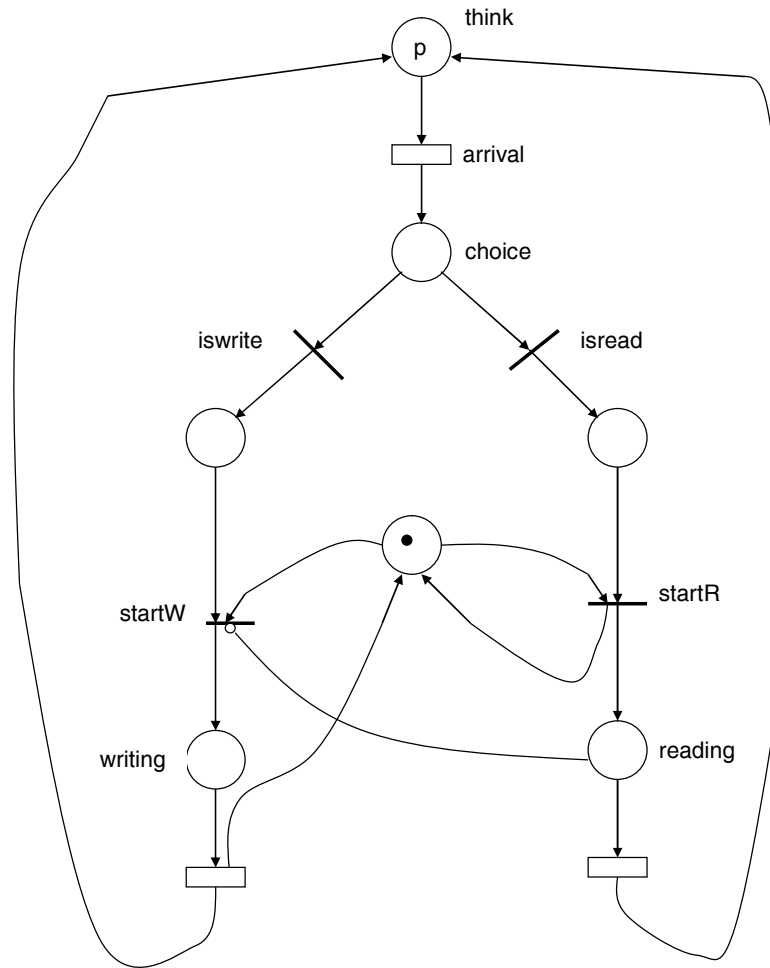 think
p
arrival
choice
iswrite
isread
startW
startR
writing
reading